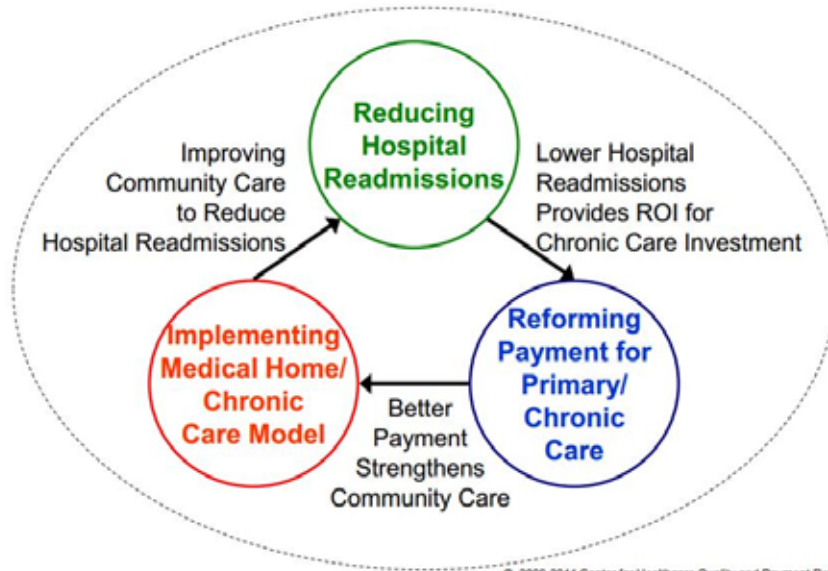 Reducing
Hospital
Readmissions
Improving
Community Care
to Reduce
Hospital Readmissions
Lower Hospital
Readmissions
Provides ROI for
Chronic Care Investment
Implementing
Medical Home/
Chronic
Care Model
Reforming
Payment for
Primary/
Chronic
Care
Better
Payment
Strengthens
Community Care